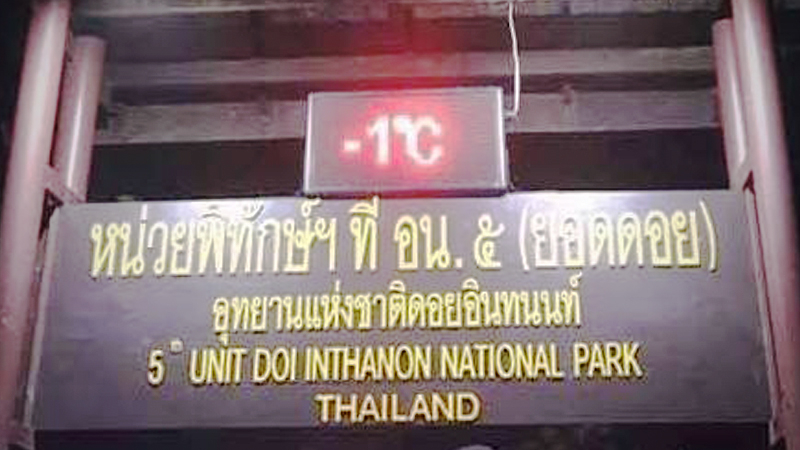 -1°C
หน่วยพิทักษ์ฯ ที่ อน. ๕ (ยอดดอย)
อุทยานแห่งชาติดอยอินทนนท์
5 ° UNIT DOI INTHANON NATIONAL PARK
THAILAND